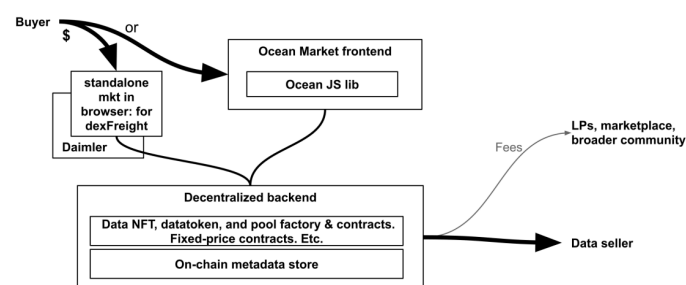 Buyer
$
or
Ocean Market frontend
Ocean JS lib
standalone
mkt in
browser: for
dexFreight
Daimler
Fees
LPs, marketplace,
broader community
Decentralized backend
Data NFT, datatoken, and pool factory & contracts.
Fixed-price contracts. Etc.
On-chain metadata store
Data seller